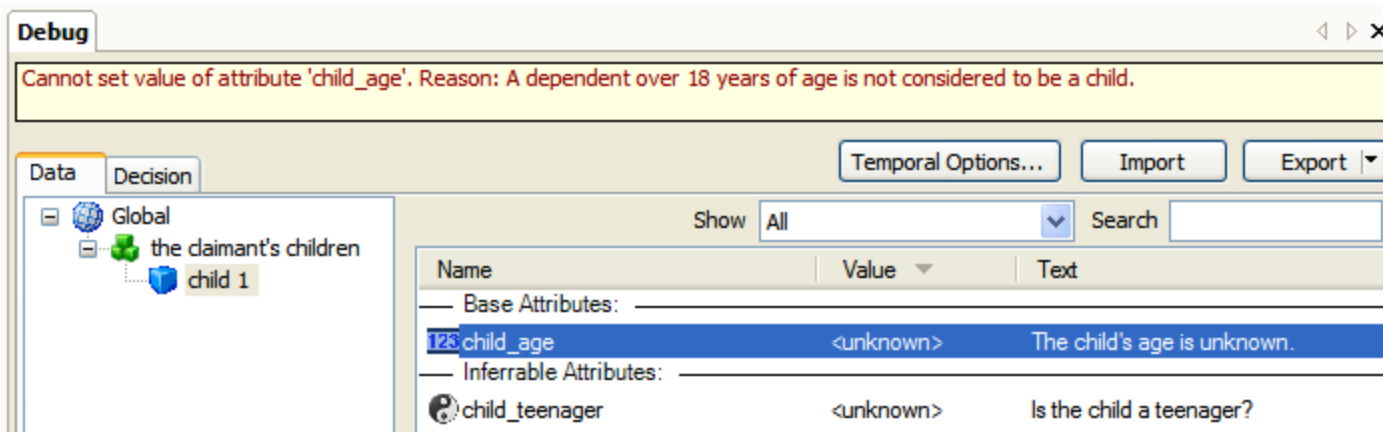 Debug
Cannot set value of attribute 'child_age'. Reason: A dependent over 18 years of age is not considered to be a child.
Data Decision Temporal Options... Import Export
Global Show All Search
the claimant's children
child 1
Name Value Text
Base Attributes:
123 child_age <unknown> The child's age is unknown.
Inferrable Attributes:
child_teenager <unknown> Is the child a teenager?